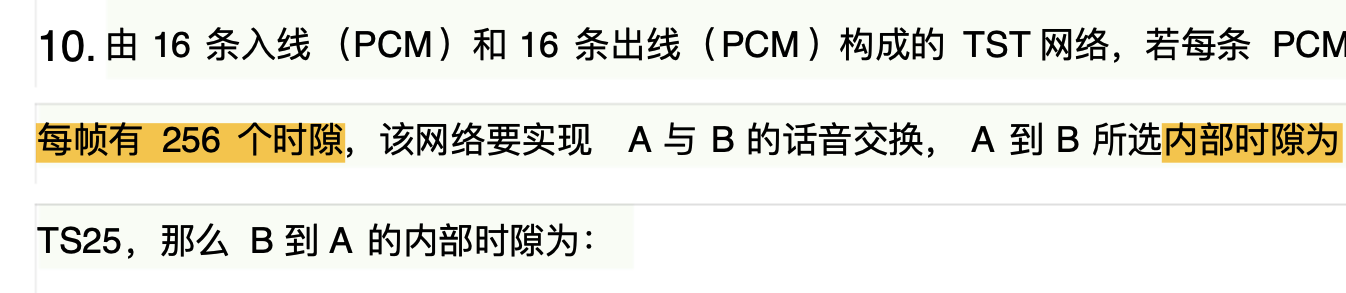 10. 由 16 条入线（PCM）和 16 条出线（PCM）构成的 TST 网络，若每条 PCM
每帧有 256 个时隙，该网络要实现 A 与 B 的话音交换， A 到 B 所选内部时隙为
TS25，那么 B 到 A 的内部时隙为：